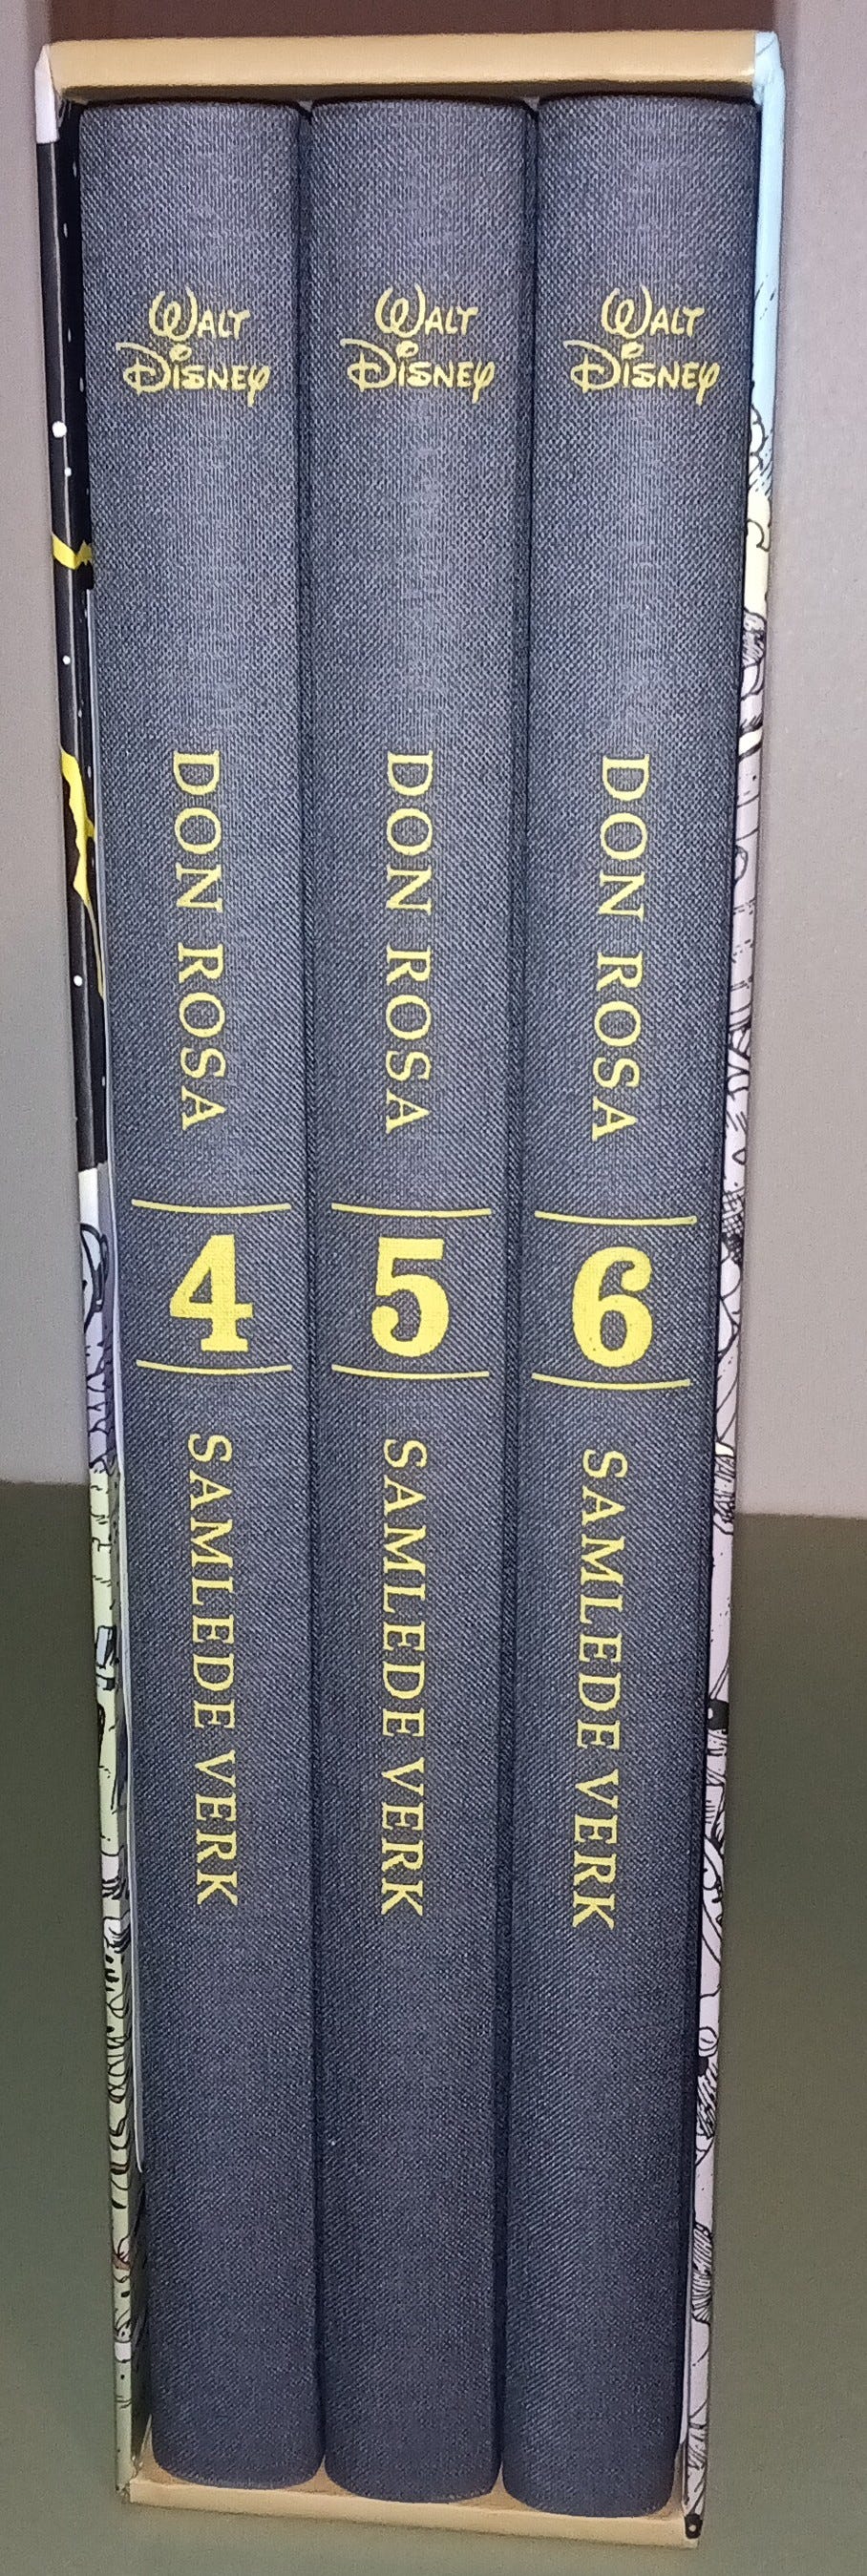 WALT
DISNEY
DON ROSA
4
SAMLEDE VERK
WALT
DISNEY
DON ROSA
5
SAMLEDE VERK
WALT
DISNEY
DON ROSA
6
SAMLEDE VERK